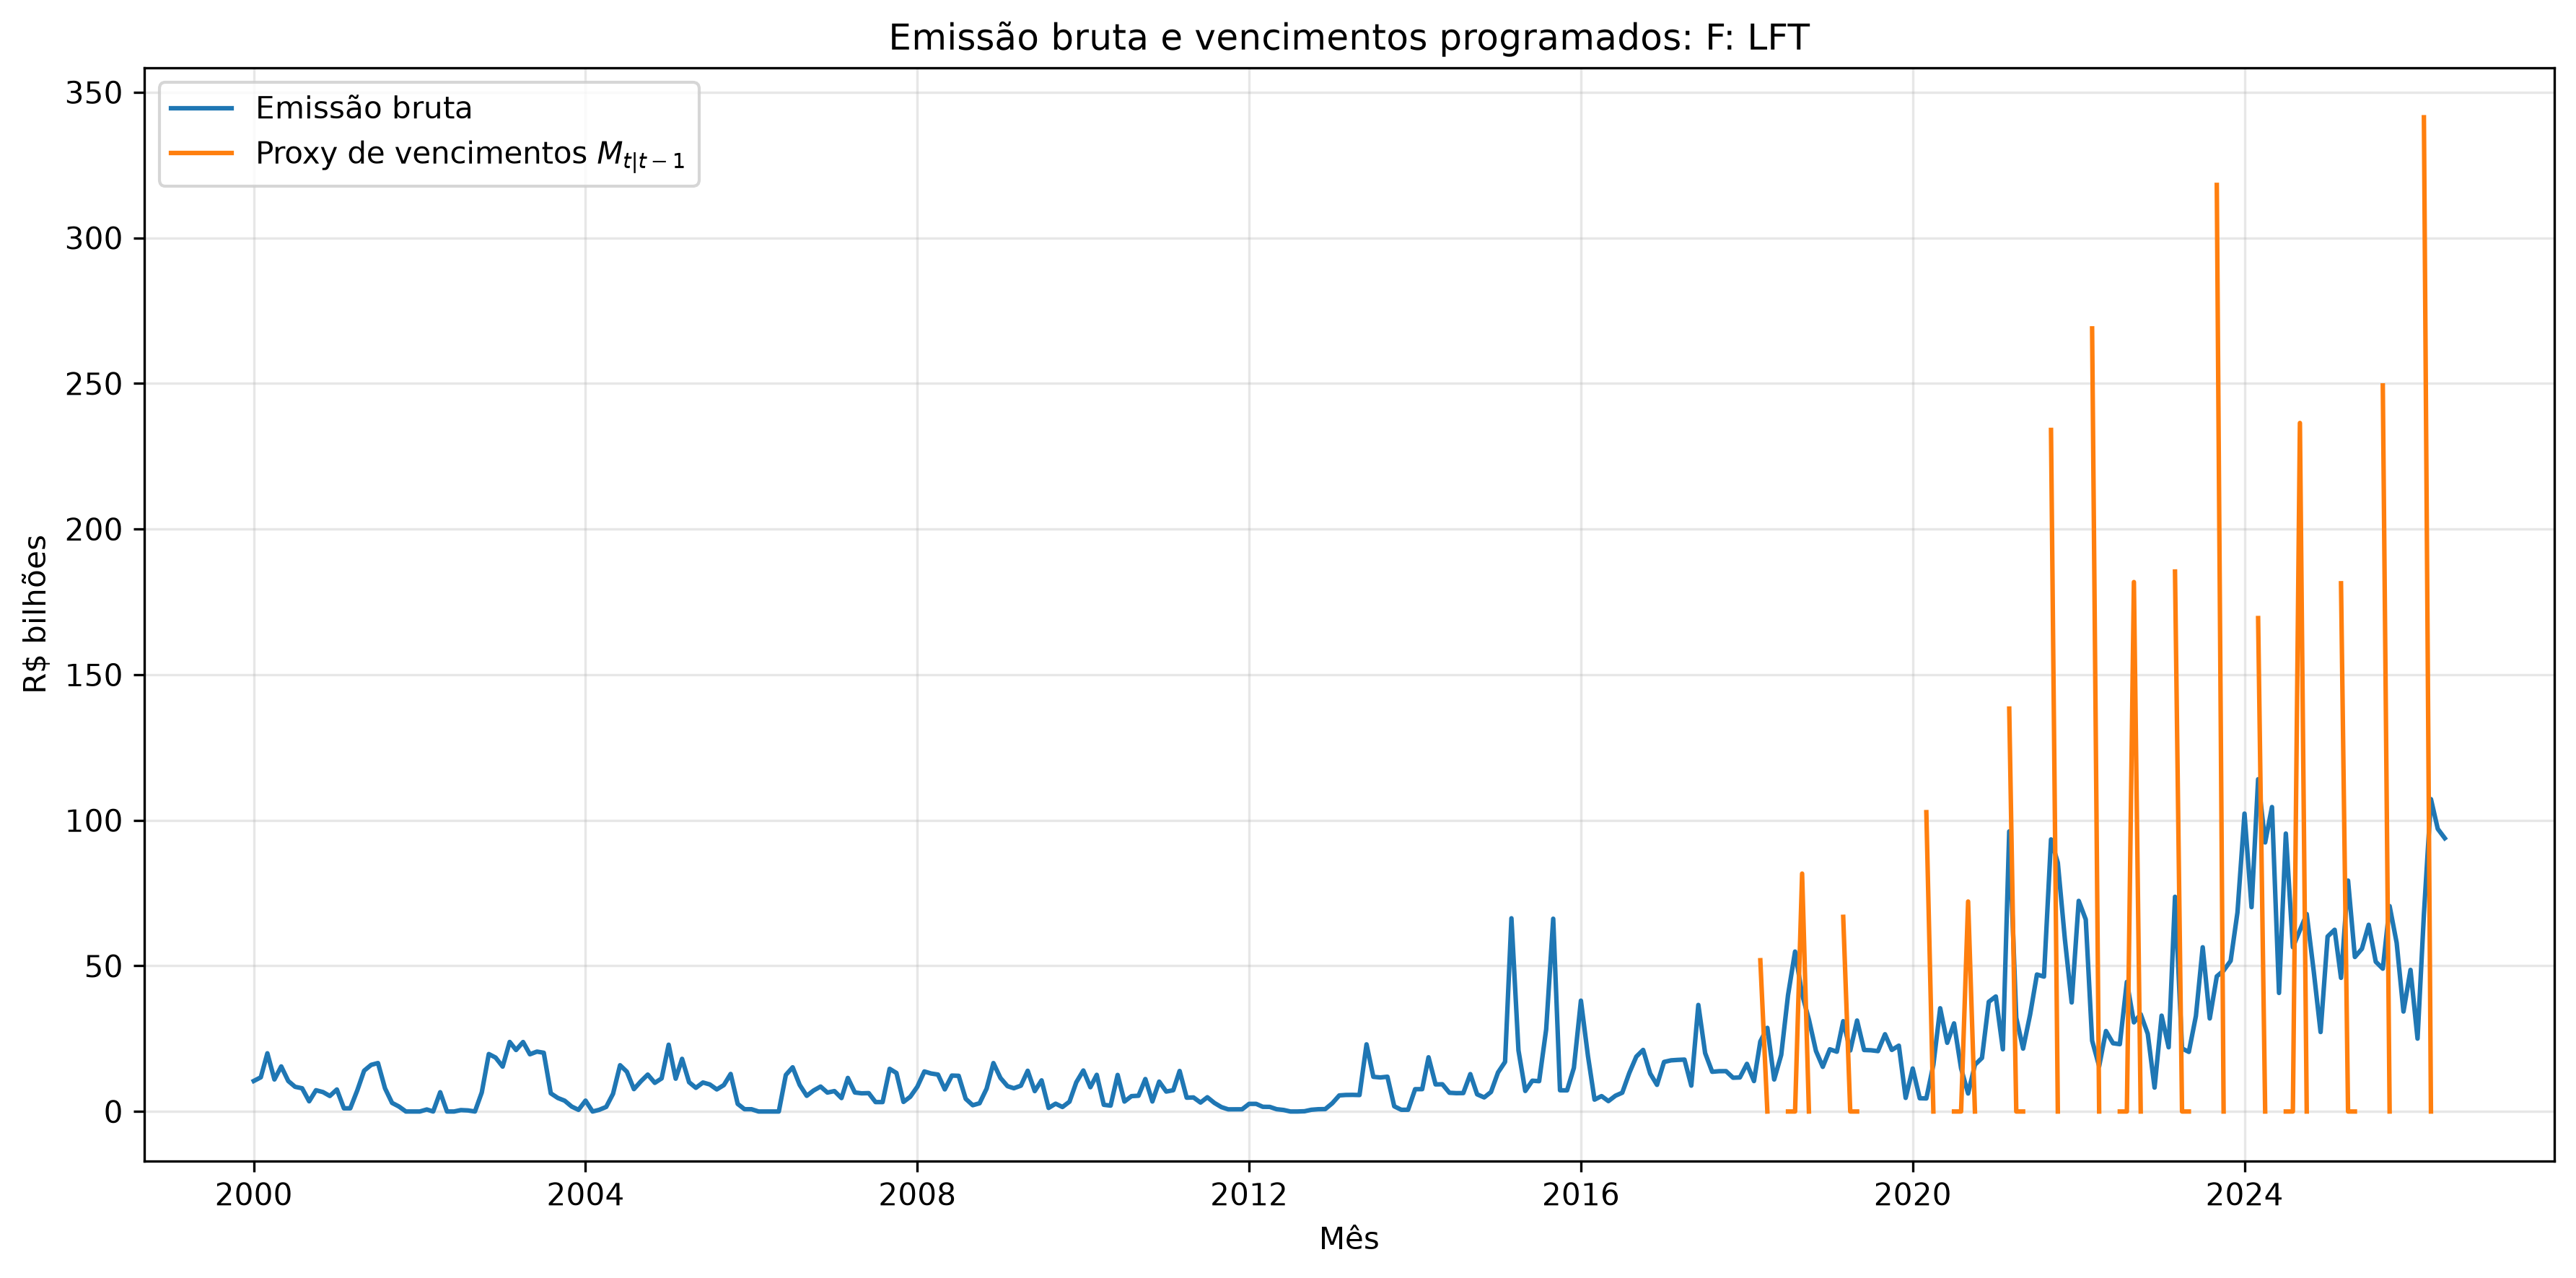 Emissão bruta e vencimentos programados: F: LFT
Emissão bruta
Proxy de vencimentos M_{t|t−1}
350
300
250
200
150
100
50
0
R$ bilhões
2000 2004 2008 2012 2016 2020 2024
Mês